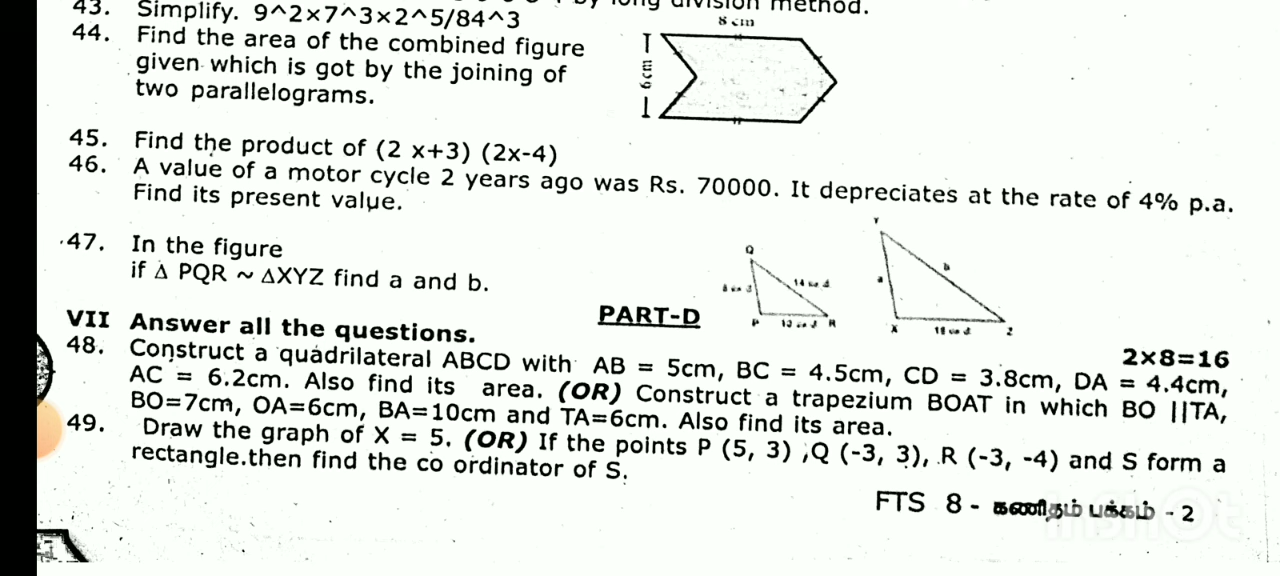 by long division method.
43. Simplify. 9^2×7^3×2^5/84^3
8 cm
44. Find the area of the combined figure
given which is got by the joining of
two parallelograms.
45. Find the product of (2 x+3) (2x-4)
46. A value of a motor cycle 2 years ago was Rs. 70000. It depreciates at the rate of 4% p.a.
Find its present value.
47. In the figure
if Δ PQR ~ ΔXYZ find a and b.
Q
P
R
Y
a
b
X
Z
PART-D
VII Answer all the questions.
2×8=16
48. Construct a quadrilateral ABCD with AB = 5cm, BC = 4.5cm, CD = 3.8cm, DA = 4.4cm,
AC = 6.2cm. Also find its area. (OR) Construct a trapezium BOAT in which BO ||TA,
BO=7cm, OA=6cm, BA=10cm and TA=6cm. Also find its area.
49. Draw the graph of X = 5. (OR) If the points P (5, 3) ,Q (-3, 3), R (-3, -4) and S form a
rectangle.then find the co ordinator of S.
FTS 8 - கணிதம் பக்கம் - 2